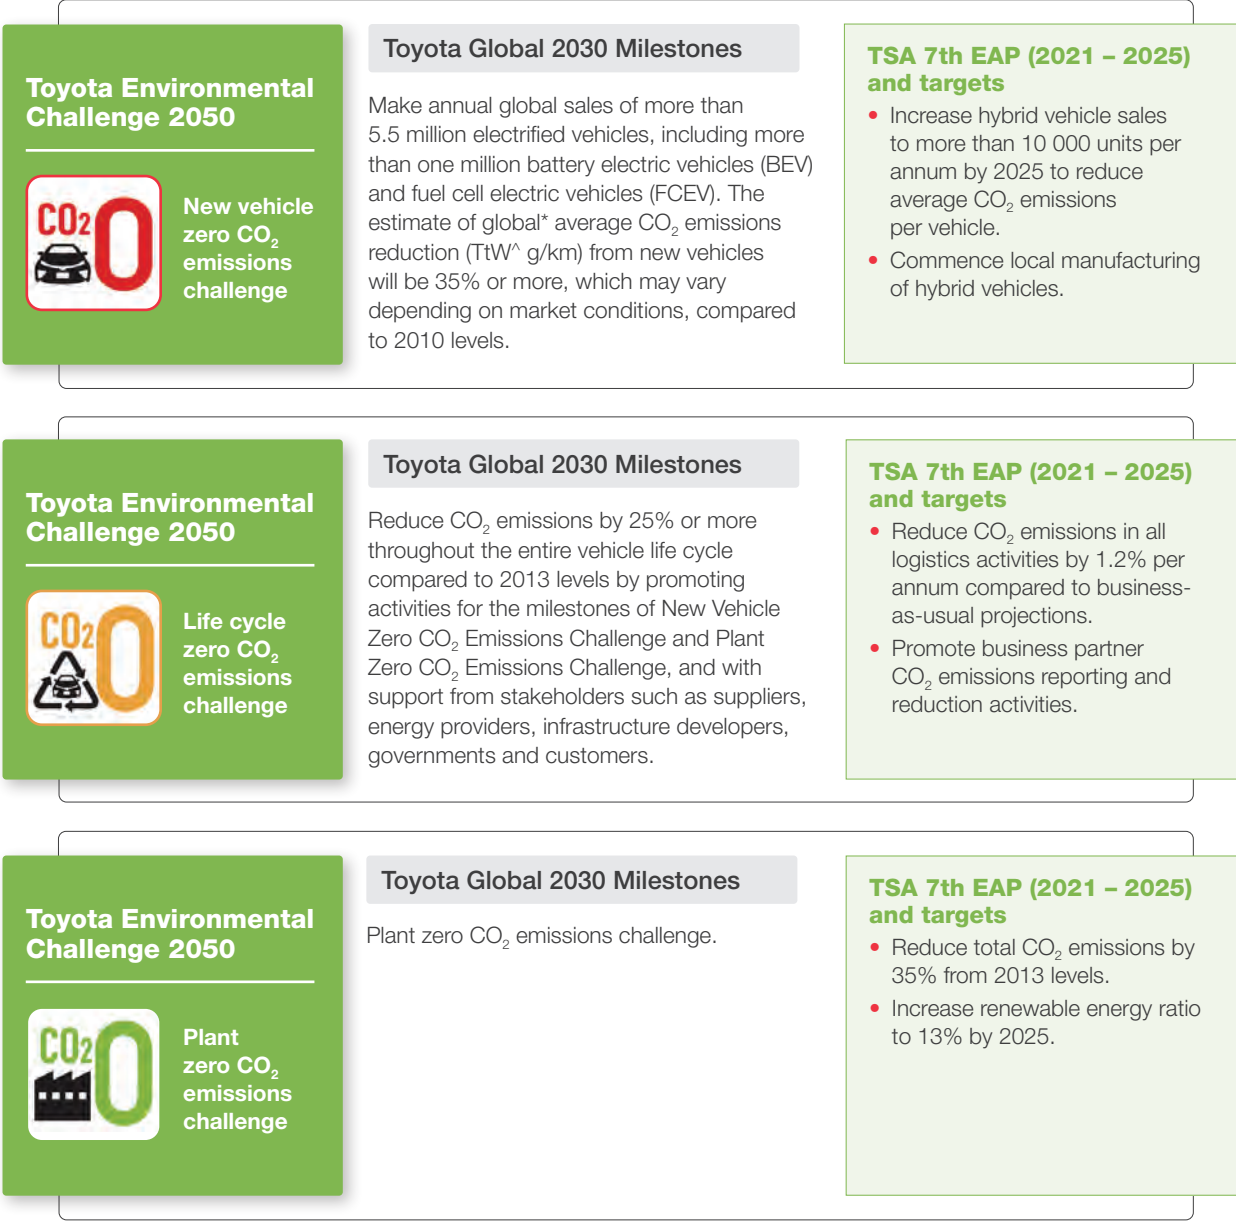 Toyota Environmental
Challenge 2050
CO₂0
New vehicle
zero CO₂
emissions
challenge
Toyota Global 2030 Milestones
Make annual global sales of more than
5.5 million electrified vehicles, including more
than one million battery electric vehicles (BEV)
and fuel cell electric vehicles (FCEV). The
estimate of global* average CO₂ emissions
reduction (TtW^ g/km) from new vehicles
will be 35% or more, which may vary
depending on market conditions, compared
to 2010 levels.
TSA 7th EAP (2021 – 2025)
and targets
• Increase hybrid vehicle sales
to more than 10 000 units per
annum by 2025 to reduce
average CO₂ emissions
per vehicle.
• Commence local manufacturing
of hybrid vehicles.
Toyota Environmental
Challenge 2050
CO₂0
Life cycle
zero CO₂
emissions
challenge
Toyota Global 2030 Milestones
Reduce CO₂ emissions by 25% or more
throughout the entire vehicle life cycle
compared to 2013 levels by promoting
activities for the milestones of New Vehicle
Zero CO₂ Emissions Challenge and Plant
Zero CO₂ Emissions Challenge, and with
support from stakeholders such as suppliers,
energy providers, infrastructure developers,
governments and customers.
TSA 7th EAP (2021 – 2025)
and targets
• Reduce CO₂ emissions in all
logistics activities by 1.2% per
annum compared to business-
as-usual projections.
• Promote business partner
CO₂ emissions reporting and
reduction activities.
Toyota Environmental
Challenge 2050
CO₂0
Plant
zero CO₂
emissions
challenge
Toyota Global 2030 Milestones
Plant zero CO₂ emissions challenge.
TSA 7th EAP (2021 – 2025)
and targets
• Reduce total CO₂ emissions by
35% from 2013 levels.
• Increase renewable energy ratio
to 13% by 2025.